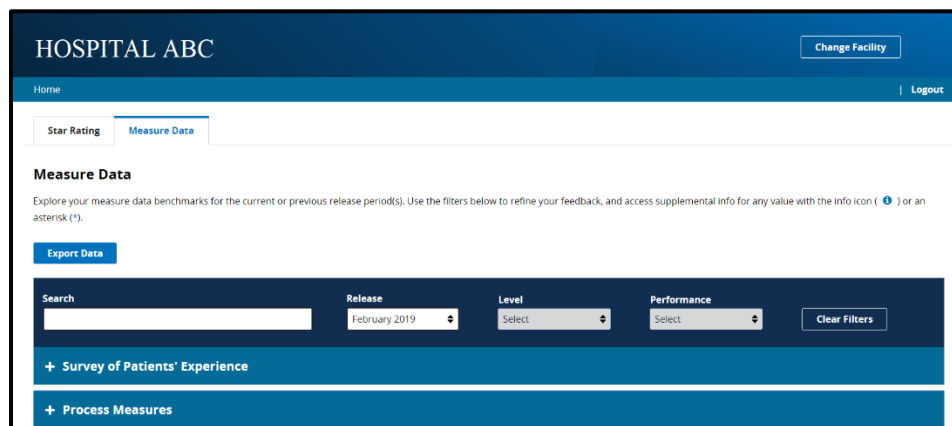 HOSPITAL ABC
Change Facility
Home
| Logout
Star Rating
Measure Data
Measure Data
Explore your measure data benchmarks for the current or previous release period(s). Use the filters below to refine your feedback, and access supplemental info for any value with the info icon ( i ) or an
asterisk (*).
Export Data
Search
Release
Level
Performance
February 2019
Select
Select
Clear Filters
+ Survey of Patients' Experience
+ Process Measures